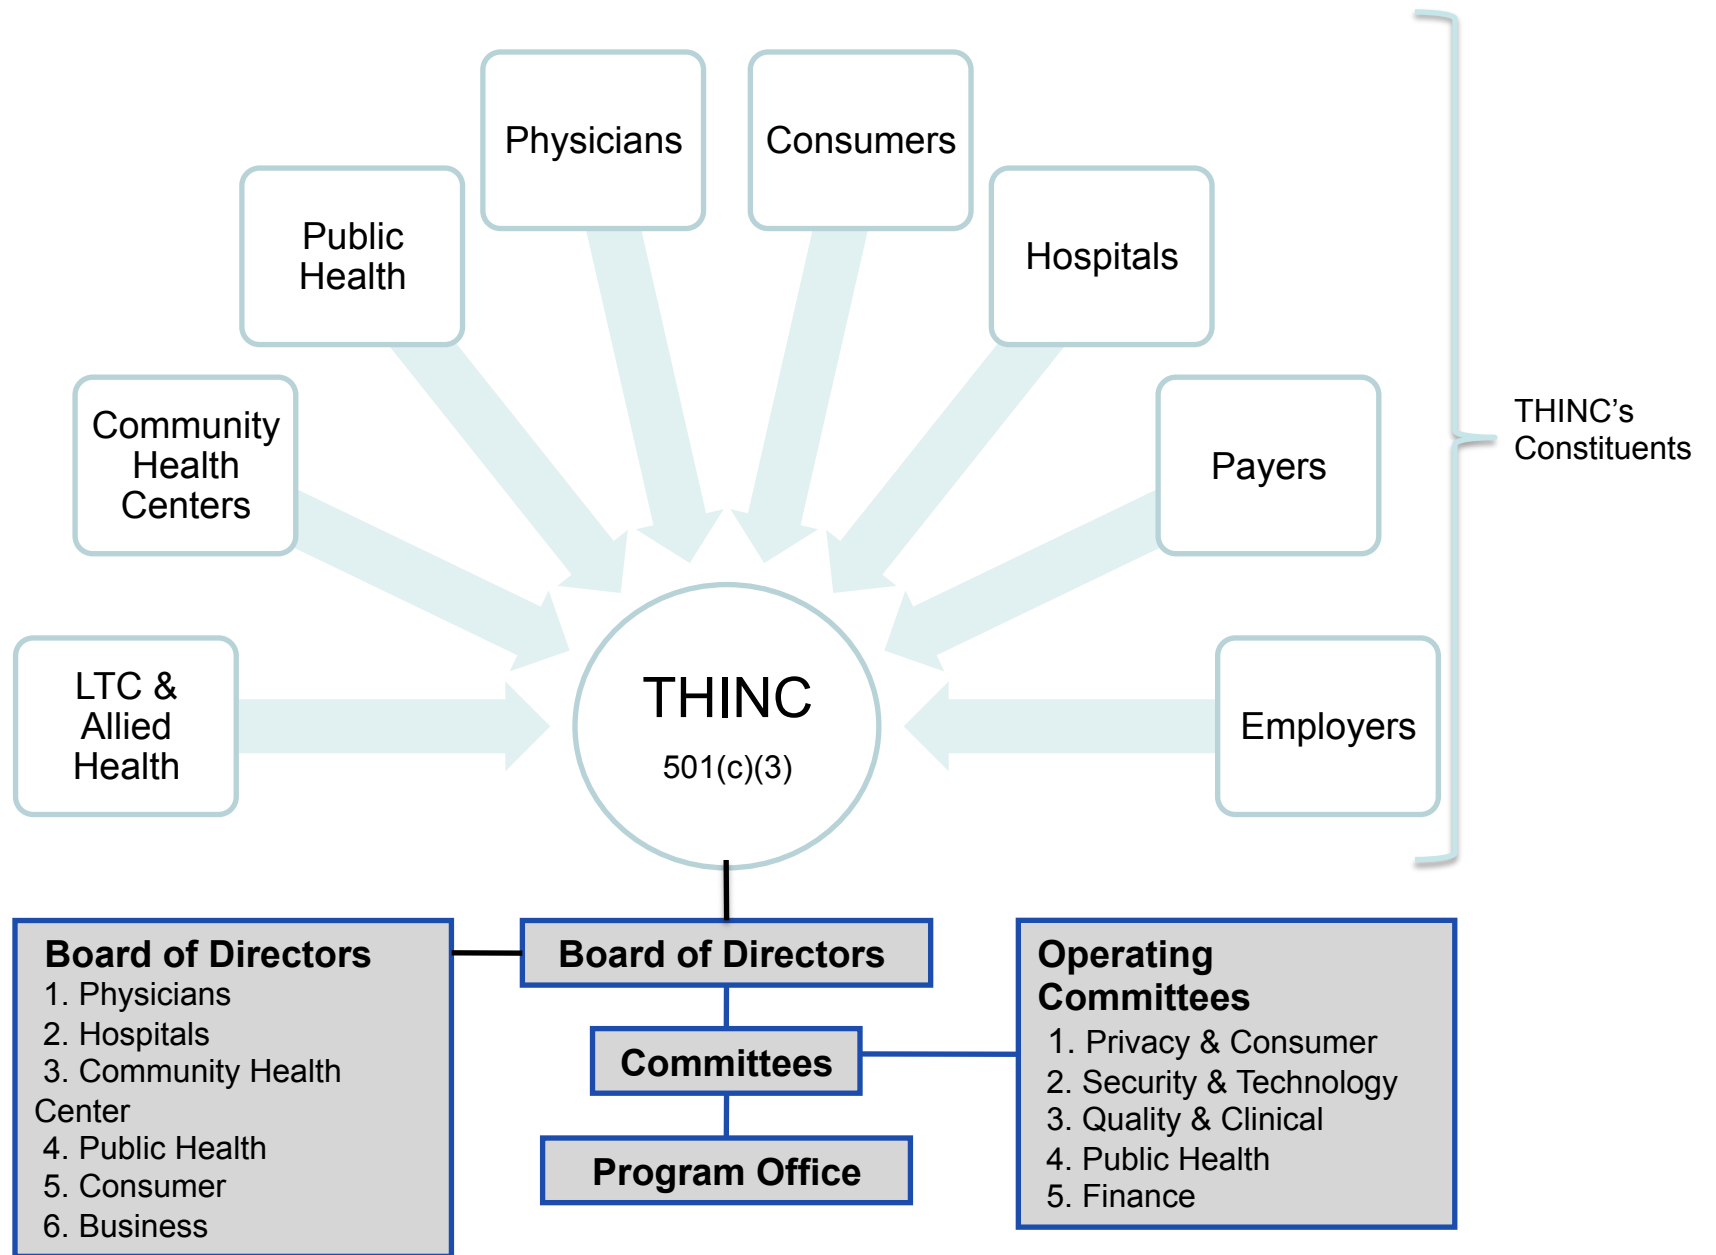 Physicians
Consumers
Public
Health
Hospitals
Community
Health
Centers
Payers
THINC’s
Constituents
LTC &
Allied
Health
THINC
501(c)(3)
Employers
Board of Directors
1. Physicians
2. Hospitals
3. Community Health
Center
4. Public Health
5. Consumer
6. Business
Board of Directors
Committees
Program Office
Operating
Committees
1. Privacy & Consumer
2. Security & Technology
3. Quality & Clinical
4. Public Health
5. Finance